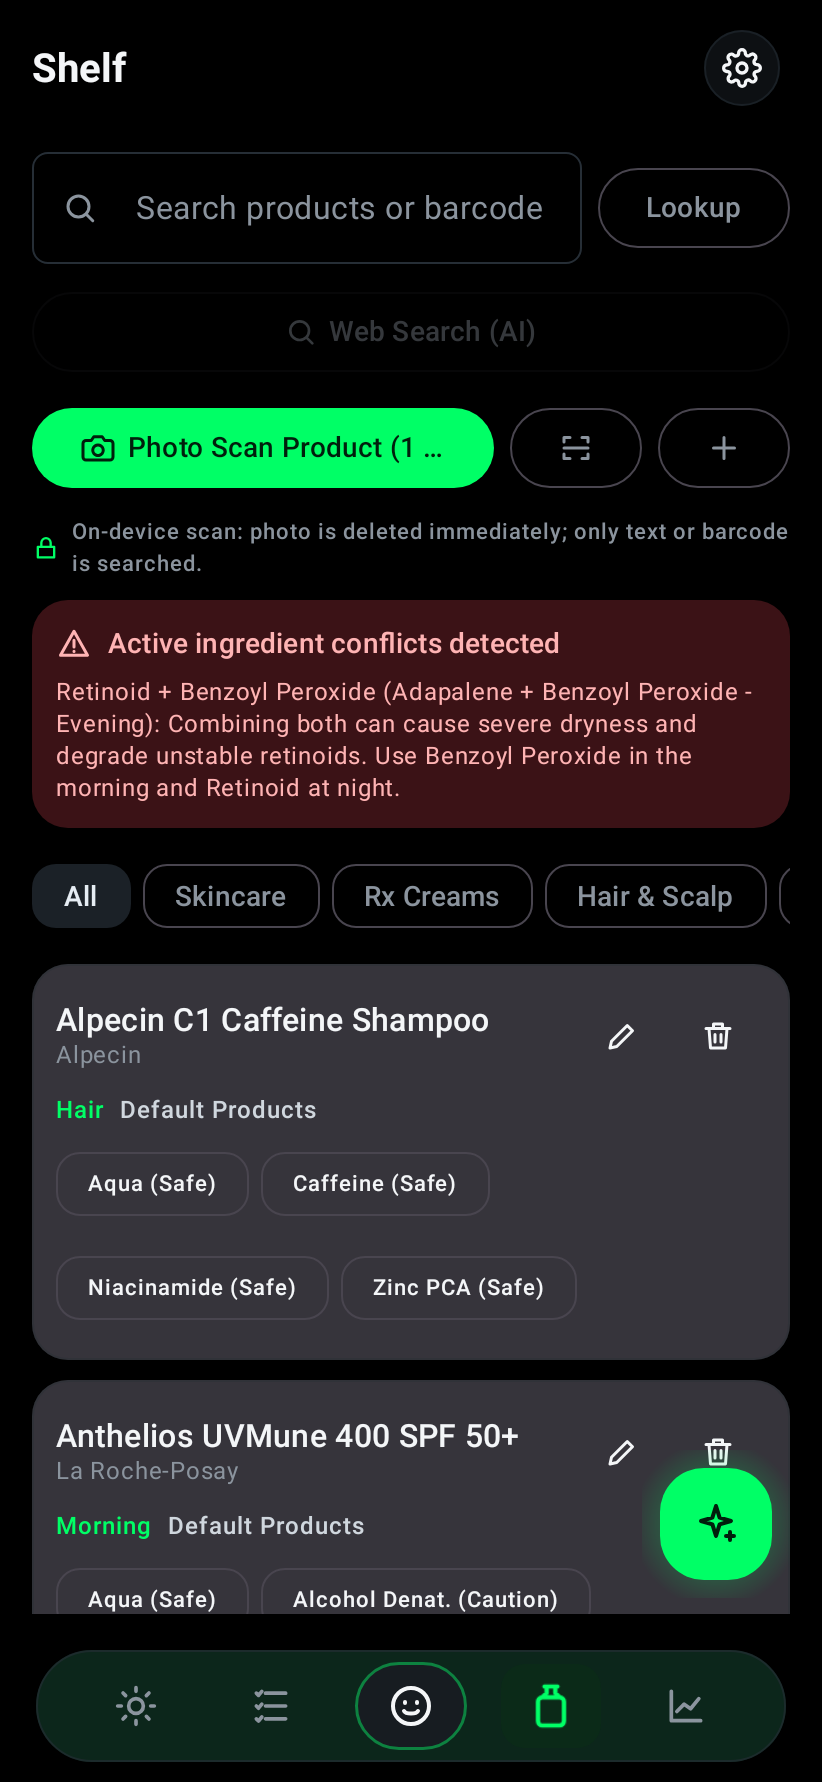 Shelf
Search products or barcode
Lookup
Web Search (AI)
Photo Scan Product (1 ...
On-device scan: photo is deleted immediately; only text or barcode
is searched.
Active ingredient conflicts detected
Retinoid + Benzoyl Peroxide (Adapalene + Benzoyl Peroxide -
Evening): Combining both can cause severe dryness and
degrade unstable retinoids. Use Benzoyl Peroxide in the
morning and Retinoid at night.
All
Skincare
Rx Creams
Hair & Scalp
Alpecin C1 Caffeine Shampoo
Alpecin
Hair Default Products
Aqua (Safe)
Caffeine (Safe)
Niacinamide (Safe)
Zinc PCA (Safe)
Anthelios UVMune 400 SPF 50+
La Roche-Posay
Morning Default Products
Aqua (Safe)
Alcohol Denat. (Caution)